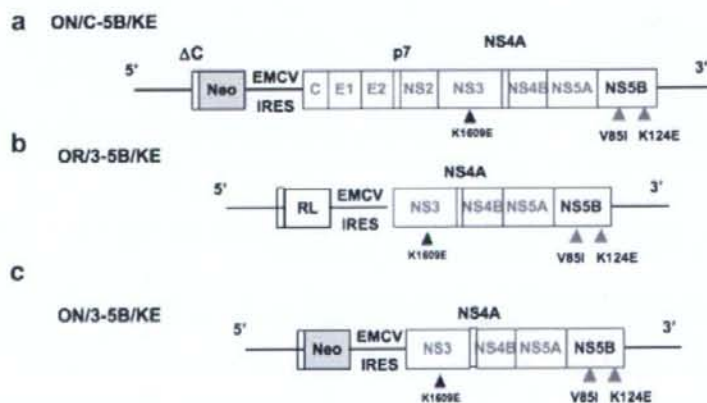 a ON/C-5B/KE
ΔC p7 NS4A
5' 3'
Neo EMCV C E1 E2 NS2 NS3 NS4B NS5A NS5B
IRES
K1609E V85I K124E
b OR/3-5B/KE
NS4A
5' 3'
RL EMCV NS3 NS4B NS5A NS5B
IRES
K1609E V85I K124E
c
ON/3-5B/KE
NS4A
5' 3'
Neo EMCV NS3 NS4B NS5A NS5B
IRES
K1609E V85I K124E